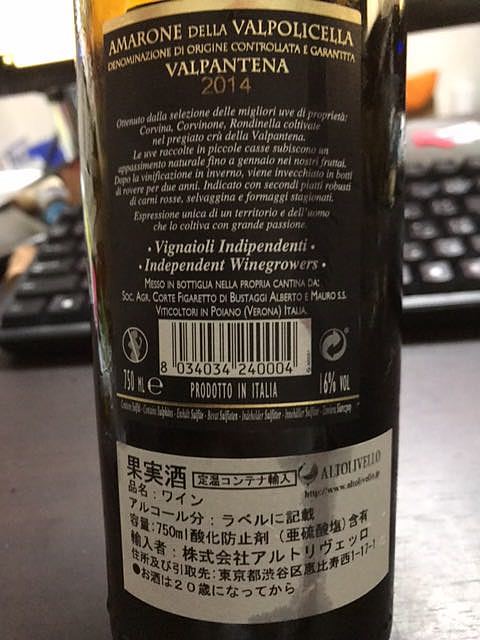 AMARONE DELLA VALPOLICELLA
DENOMINAZIONE DI ORIGINE CONTROLLATA E GARANTITA
VALPANTENA
2014
Ottenuto dalla selezione delle migliori uve di proprietà:
Corvina, Corvinone, Rondinella coltivate
nel pregiato crù della Valpantena.
Le uve raccolte in piccole casse subiscono un
appassimento naturale fino a gennaio nei nostri fruttai.
Dopo la vinificazione in inverno, viene invecchiato in botti
di rovere per due anni. Indicato con secondi piatti robusti
di carni rosse, selvaggina e formaggi stagionati.
Espressione unica di un territorio e dell'uomo
che lo coltiva con grande passione.
• Vignaioli Indipendenti •
• Independent Winegrowers •
MESSO IN BOTTIGLIA NELLA PROPRIA CANTINA DA:
SOC. AGR. CORTE FIGARETTO DI BUSTAGGI ALBERTO E MAURO S.S.
VITICOLTORI IN POIANO (VERONA) ITALIA.
8 034034 240004
750 ML e PRODOTTO IN ITALIA 16% VOL
果実酒 定温コンテナ輸入 ALTOLIVELLO
http://www.altolivello.jp
品名：ワイン
アルコール分：ラベルに記載
容量：750ml 酸化防止剤（亜硫酸塩）含有
輸入者：株式会社アルトリヴェッロ
住所及び引取先：東京都渋谷区恵比寿西1-17-1
●お酒は２０歳になってから